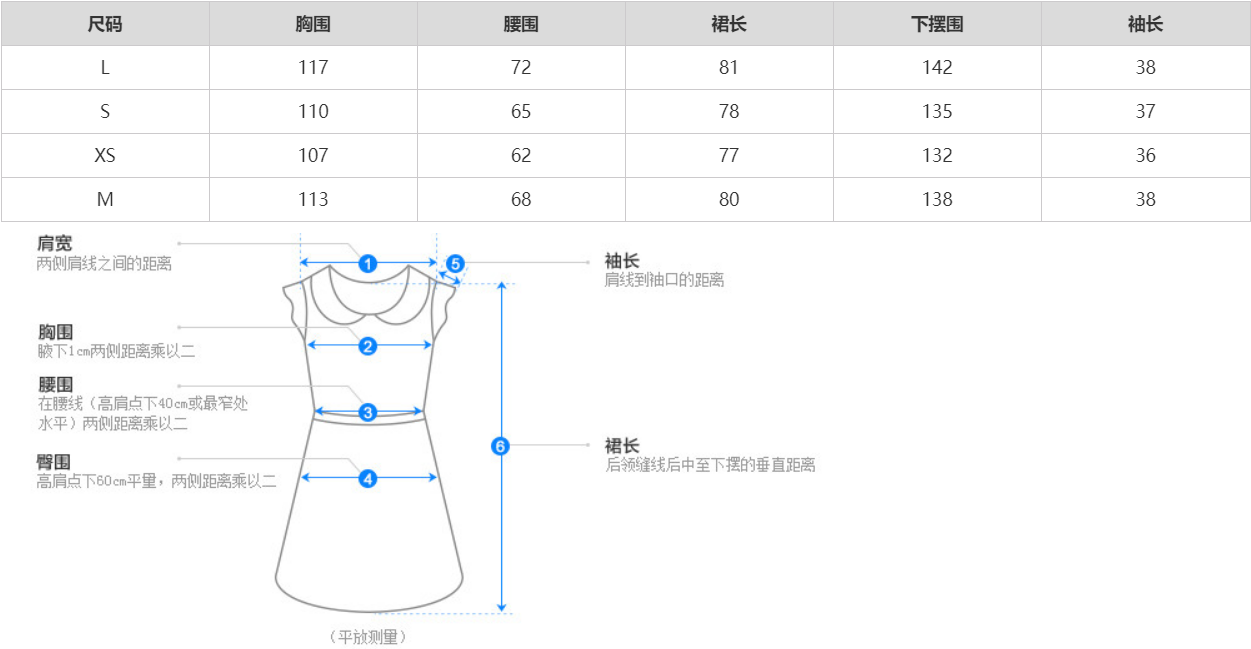 尺码 胸围 腰围 裙长 下摆围 袖长
L 117 72 81 142 38
S 110 65 78 135 37
XS 107 62 77 132 36
M 113 68 80 138 38
肩宽
两侧肩线之间的距离
1
5
袖长
肩线到袖口的距离
胸围
腋下1cm两侧距离乘以二
2
腰围
在腰线（高肩点下40cm或最窄处
水平）两侧距离乘以二
3
臀围
高肩点下60cm平量，两侧距离乘以二
4
6
裙长
后领缝线后中至下摆的垂直距离
（平放测量）